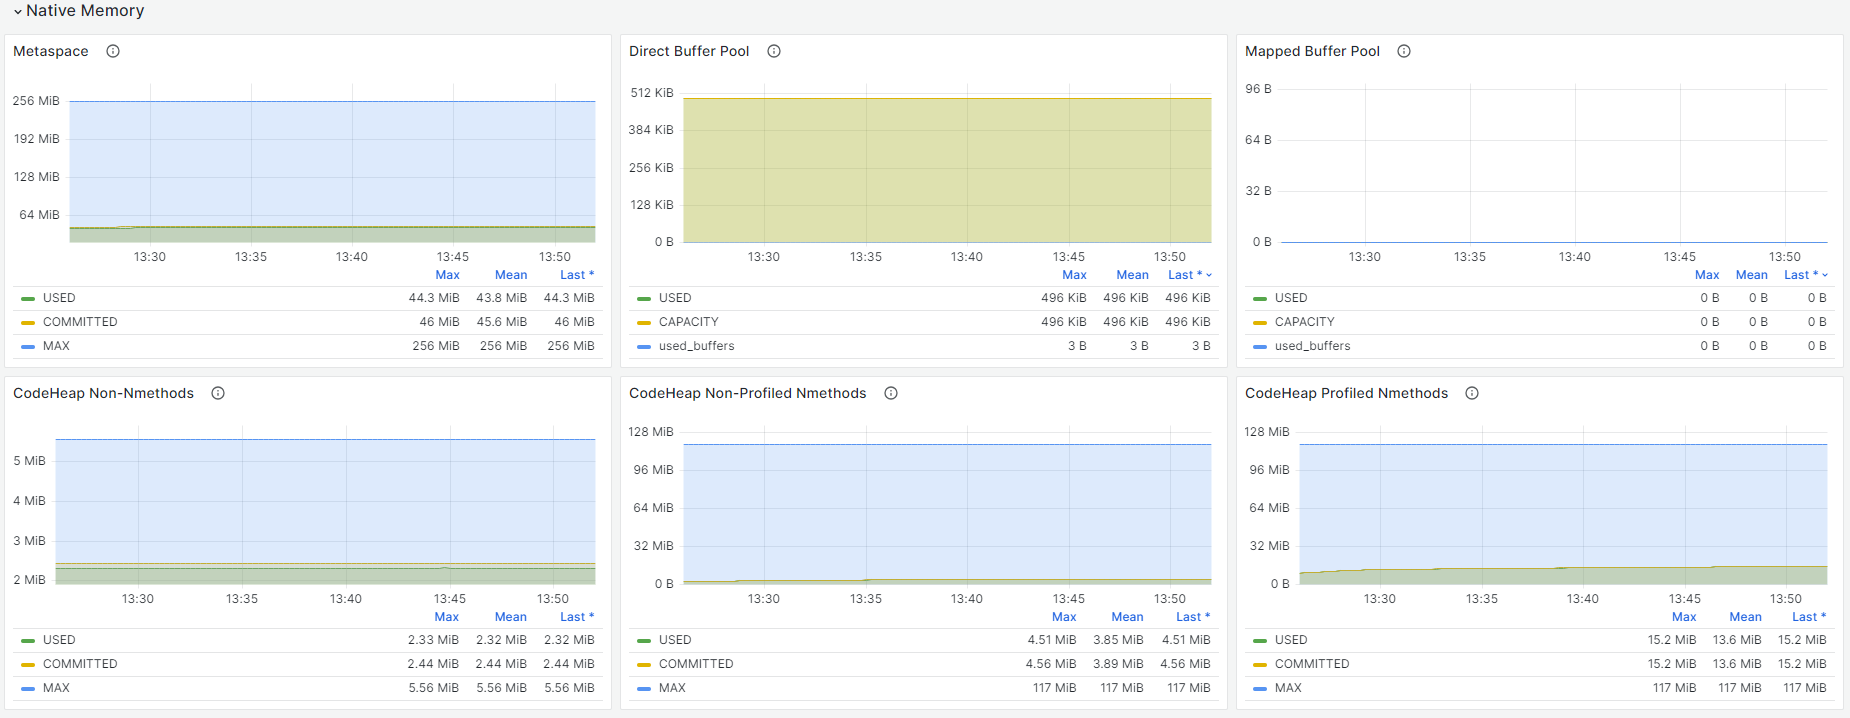 Native Memory
Metaspace
256 MiB
192 MiB
128 MiB
64 MiB
13:30 13:35 13:40 13:45 13:50
Max Mean Last *
USED 44.3 MiB 43.8 MiB 44.3 MiB
COMMITTED 46 MiB 45.6 MiB 46 MiB
MAX 256 MiB 256 MiB 256 MiB
Direct Buffer Pool
512 KiB
384 KiB
256 KiB
128 KiB
0 B
13:30 13:35 13:40 13:45 13:50
Max Mean Last *
USED 496 KiB 496 KiB 496 KiB
CAPACITY 496 KiB 496 KiB 496 KiB
used_buffers 3 B 3 B 3 B
Mapped Buffer Pool
96 B
64 B
32 B
0 B
13:30 13:35 13:40 13:45 13:50
Max Mean Last *
USED 0 B 0 B 0 B
CAPACITY 0 B 0 B 0 B
used_buffers 0 B 0 B 0 B
CodeHeap Non-Nmethods
5 MiB
4 MiB
3 MiB
2 MiB
13:30 13:35 13:40 13:45 13:50
Max Mean Last *
USED 2.33 MiB 2.32 MiB 2.32 MiB
COMMITTED 2.44 MiB 2.44 MiB 2.44 MiB
MAX 5.56 MiB 5.56 MiB 5.56 MiB
CodeHeap Non-Profiled Nmethods
128 MiB
96 MiB
64 MiB
32 MiB
0 B
13:30 13:35 13:40 13:45 13:50
Max Mean Last *
USED 4.51 MiB 3.85 MiB 4.51 MiB
COMMITTED 4.56 MiB 3.89 MiB 4.56 MiB
MAX 117 MiB 117 MiB 117 MiB
CodeHeap Profiled Nmethods
128 MiB
96 MiB
64 MiB
32 MiB
0 B
13:30 13:35 13:40 13:45 13:50
Max Mean Last *
USED 15.2 MiB 13.6 MiB 15.2 MiB
COMMITTED 15.2 MiB 13.6 MiB 15.2 MiB
MAX 117 MiB 117 MiB 117 MiB